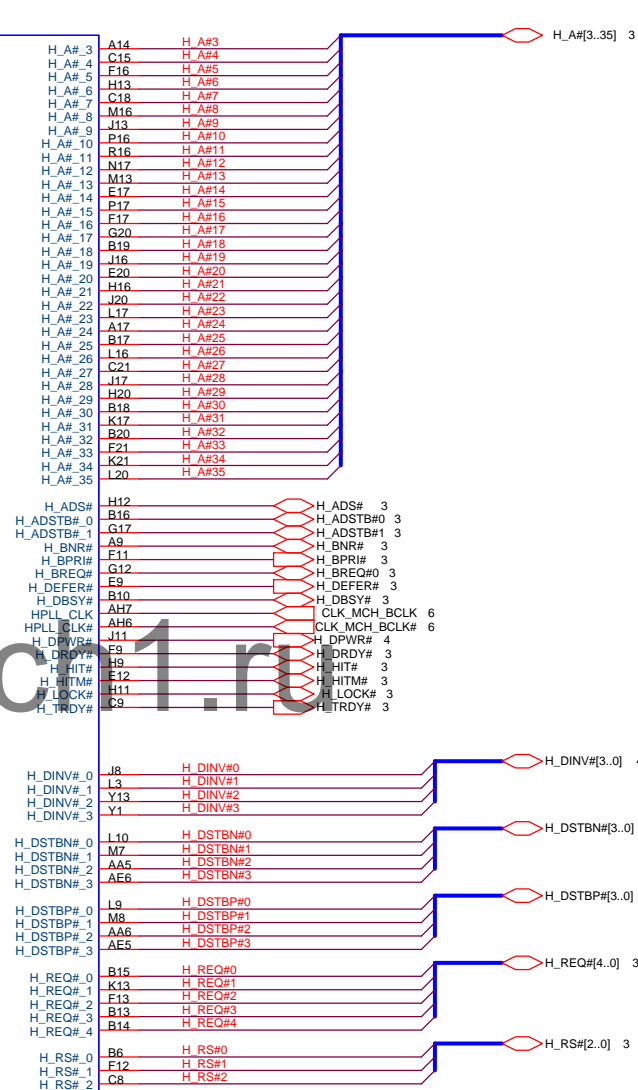 H_A#[3..35] 3
H_A#_3 A14 H_A#3
H_A#_4 C15 H_A#4
H_A#_5 F16 H_A#5
H_A#_6 H13 H_A#6
H_A#_7 C18 H_A#7
H_A#_8 M16 H_A#8
H_A#_9 J13 H_A#9
H_A#_10 P16 H_A#10
H_A#_11 R16 H_A#11
H_A#_12 N17 H_A#12
H_A#_13 M13 H_A#13
H_A#_14 E17 H_A#14
H_A#_15 P17 H_A#15
H_A#_16 F17 H_A#16
H_A#_17 G20 H_A#17
H_A#_18 B19 H_A#18
H_A#_19 J16 H_A#19
H_A#_20 E20 H_A#20
H_A#_21 H16 H_A#21
H_A#_22 J20 H_A#22
H_A#_23 L17 H_A#23
H_A#_24 A17 H_A#24
H_A#_25 B17 H_A#25
H_A#_26 L16 H_A#26
H_A#_27 C21 H_A#27
H_A#_28 J17 H_A#28
H_A#_29 H20 H_A#29
H_A#_30 B18 H_A#30
H_A#_31 K17 H_A#31
H_A#_32 B20 H_A#32
H_A#_33 F21 H_A#33
H_A#_34 K21 H_A#34
H_A#_35 L20 H_A#35
H_ADS# H12 H_ADS# 3
H_ADSTB#_0 B16 H_ADSTB#0 3
H_ADSTB#_1 G17 H_ADSTB#1 3
H_BNR# A9 H_BNR# 3
H_BPRI# F11 H_BPRI# 3
H_BREQ# G12 H_BREQ#0 3
H_DEFER# E9 H_DEFER# 3
H_DBSY# B10 H_DBSY# 3
HPLL_CLK AH7 CLK_MCH_BCLK 6
HPLL_CLK# AH6 CLK_MCH_BCLK# 6
H_DPWR# J11 H_DPWR# 4
H_DRDY# F9 H_DRDY# 3
H_HIT# H9 H_HIT# 3
H_HITM# E12 H_HITM# 3
H_LOCK# H11 H_LOCK# 3
H_TRDY# C9 H_TRDY# 3
ch1.ru
H_DINV#[3..0] 4
H_DINV#_0 J8 H_DINV#0
H_DINV#_1 L3 H_DINV#1
H_DINV#_2 Y13 H_DINV#2
H_DINV#_3 Y1 H_DINV#3
H_DSTBN#[3..0]
H_DSTBN#_0 L10 H_DSTBN#0
H_DSTBN#_1 M7 H_DSTBN#1
H_DSTBN#_2 AA5 H_DSTBN#2
H_DSTBN#_3 AE6 H_DSTBN#3
H_DSTBP#[3..0]
H_DSTBP#_0 L9 H_DSTBP#0
H_DSTBP#_1 M8 H_DSTBP#1
H_DSTBP#_2 AA6 H_DSTBP#2
H_DSTBP#_3 AE5 H_DSTBP#3
H_REQ#[4..0] 3
H_REQ#_0 B15 H_REQ#0
H_REQ#_1 K13 H_REQ#1
H_REQ#_2 F13 H_REQ#2
H_REQ#_3 B13 H_REQ#3
H_REQ#_4 B14 H_REQ#4
H_RS#[2..0] 3
H_RS#_0 B6 H_RS#0
H_RS#_1 F12 H_RS#1
H_RS#_2 C8 H_RS#2